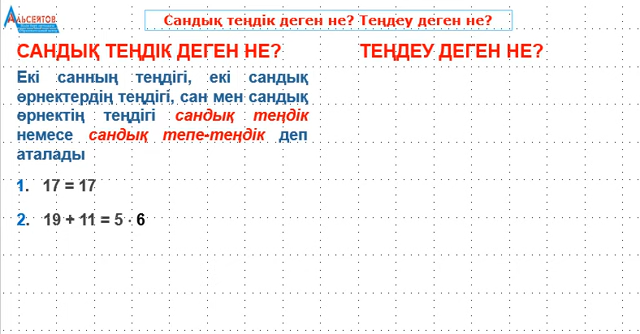 Альсейтов
Сандық теңдік деген не? Теңдеу деген не?
САНДЫҚ ТЕҢДІК ДЕГЕН НЕ?
ТЕҢДЕУ ДЕГЕН НЕ?
Екі санның теңдігі, екі сандық
өрнектердің теңдігі, сан мен сандық
өрнектің теңдігі сандық теңдік
немесе сандық тепе-теңдік деп
аталады
1. 17 = 17
2. 19 + 11 = 5 · 6